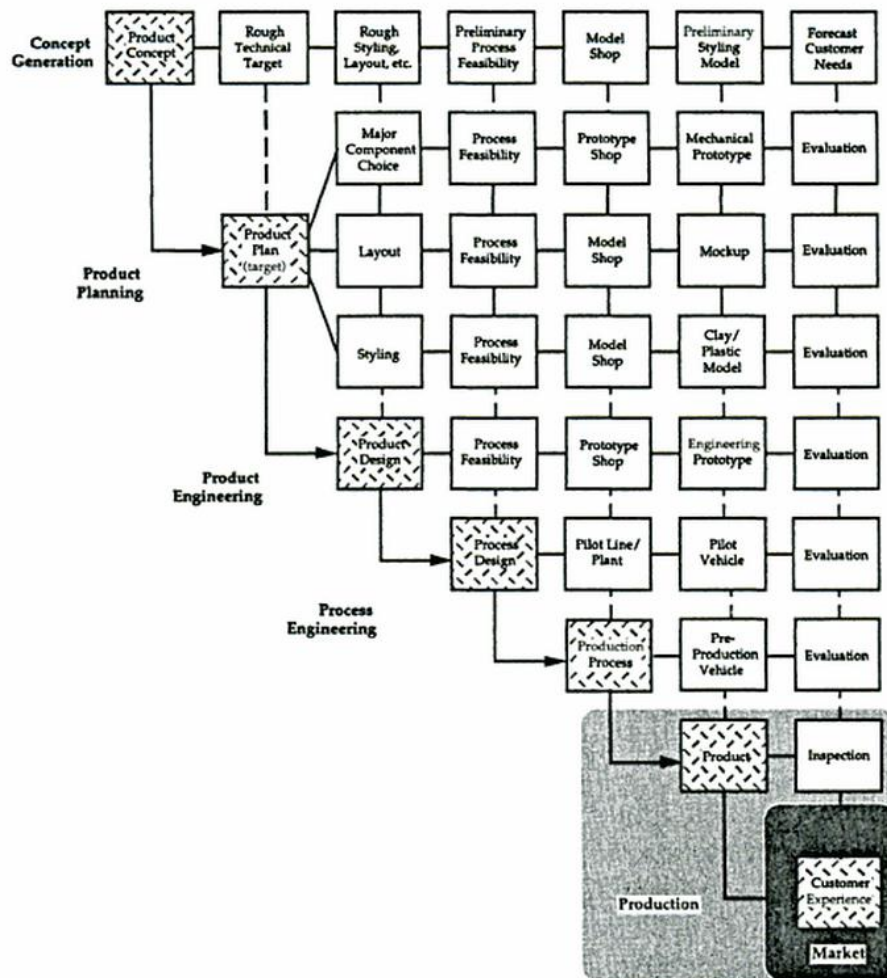 Concept
Generation
Product
Concept
Rough
Technical
Target
Rough
Styling,
Layout, etc.
Preliminary
Process
Feasibility
Model
Shop
Preliminary
Styling
Model
Forecast
Customer
Needs
Major
Component
Choice
Process
Feasibility
Prototype
Shop
Mechanical
Prototype
Evaluation
Product
Planning
Product
Plan
(target)
Layout
Process
Feasibility
Model
Shop
Mockup
Evaluation
Styling
Process
Feasibility
Model
Shop
Clay/
Plastic
Model
Evaluation
Product
Engineering
Product
Design
Process
Feasibility
Prototype
Shop
Engineering
Prototype
Evaluation
Process
Engineering
Process
Design
Pilot Line/
Plant
Pilot
Vehicle
Evaluation
Production
Process
Pre-
Production
Vehicle
Evaluation
Product
Inspection
Production
Customer
Experience
Market